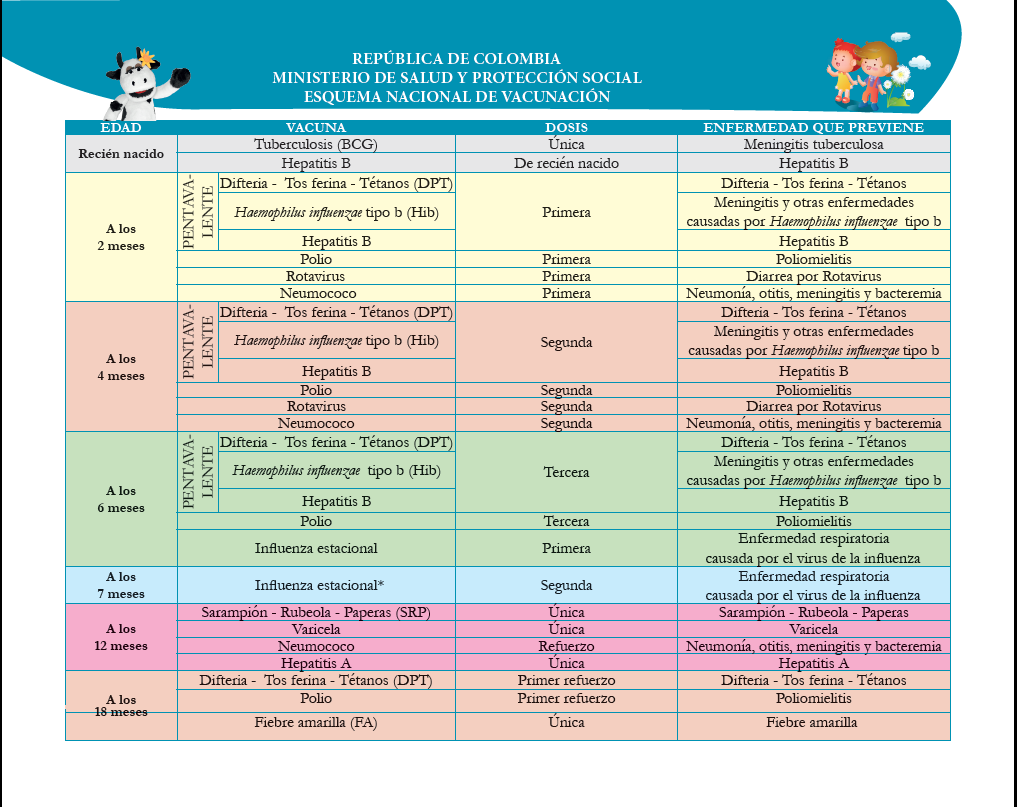 REPÚBLICA DE COLOMBIA
MINISTERIO DE SALUD Y PROTECCIÓN SOCIAL
ESQUEMA NACIONAL DE VACUNACIÓN
EDAD VACUNA DOSIS ENFERMEDAD QUE PREVIENE
Recién nacido
Tuberculosis (BCG) Única Meningitis tuberculosa
Hepatitis B De recién nacido Hepatitis B
A los
2 meses
PENTAVA-
LENTE
Difteria - Tos ferina - Tétanos (DPT) Primera Difteria - Tos ferina - Tétanos
Haemophilus influenzae tipo b (Hib) Meningitis y otras enfermedades
causadas por Haemophilus influenzae tipo b
Hepatitis B Hepatitis B
Polio Primera Poliomielitis
Rotavirus Primera Diarrea por Rotavirus
Neumococo Primera Neumonía, otitis, meningitis y bacteremia
A los
4 meses
PENTAVA-
LENTE
Difteria - Tos ferina - Tétanos (DPT) Segunda Difteria - Tos ferina - Tétanos
Haemophilus influenzae tipo b (Hib) Meningitis y otras enfermedades
causadas por Haemophilus influenzae tipo b
Hepatitis B Hepatitis B
Polio Segunda Poliomielitis
Rotavirus Segunda Diarrea por Rotavirus
Neumococo Segunda Neumonía, otitis, meningitis y bacteremia
A los
6 meses
PENTAVA-
LENTE
Difteria - Tos ferina - Tétanos (DPT) Tercera Difteria - Tos ferina - Tétanos
Haemophilus influenzae tipo b (Hib) Meningitis y otras enfermedades
causadas por Haemophilus influenzae tipo b
Hepatitis B Hepatitis B
Polio Tercera Poliomielitis
Influenza estacional Primera Enfermedad respiratoria
causada por el virus de la influenza
A los
7 meses
Influenza estacional* Segunda Enfermedad respiratoria
causada por el virus de la influenza
A los
12 meses
Sarampión - Rubeola - Paperas (SRP) Única Sarampión - Rubeola - Paperas
Varicela Única Varicela
Neumococo Refuerzo Neumonía, otitis, meningitis y bacteremia
Hepatitis A Única Hepatitis A
A los
18 meses
Difteria - Tos ferina - Tétanos (DPT) Primer refuerzo Difteria - Tos ferina - Tétanos
Polio Primer refuerzo Poliomielitis
Fiebre amarilla (FA) Única Fiebre amarilla